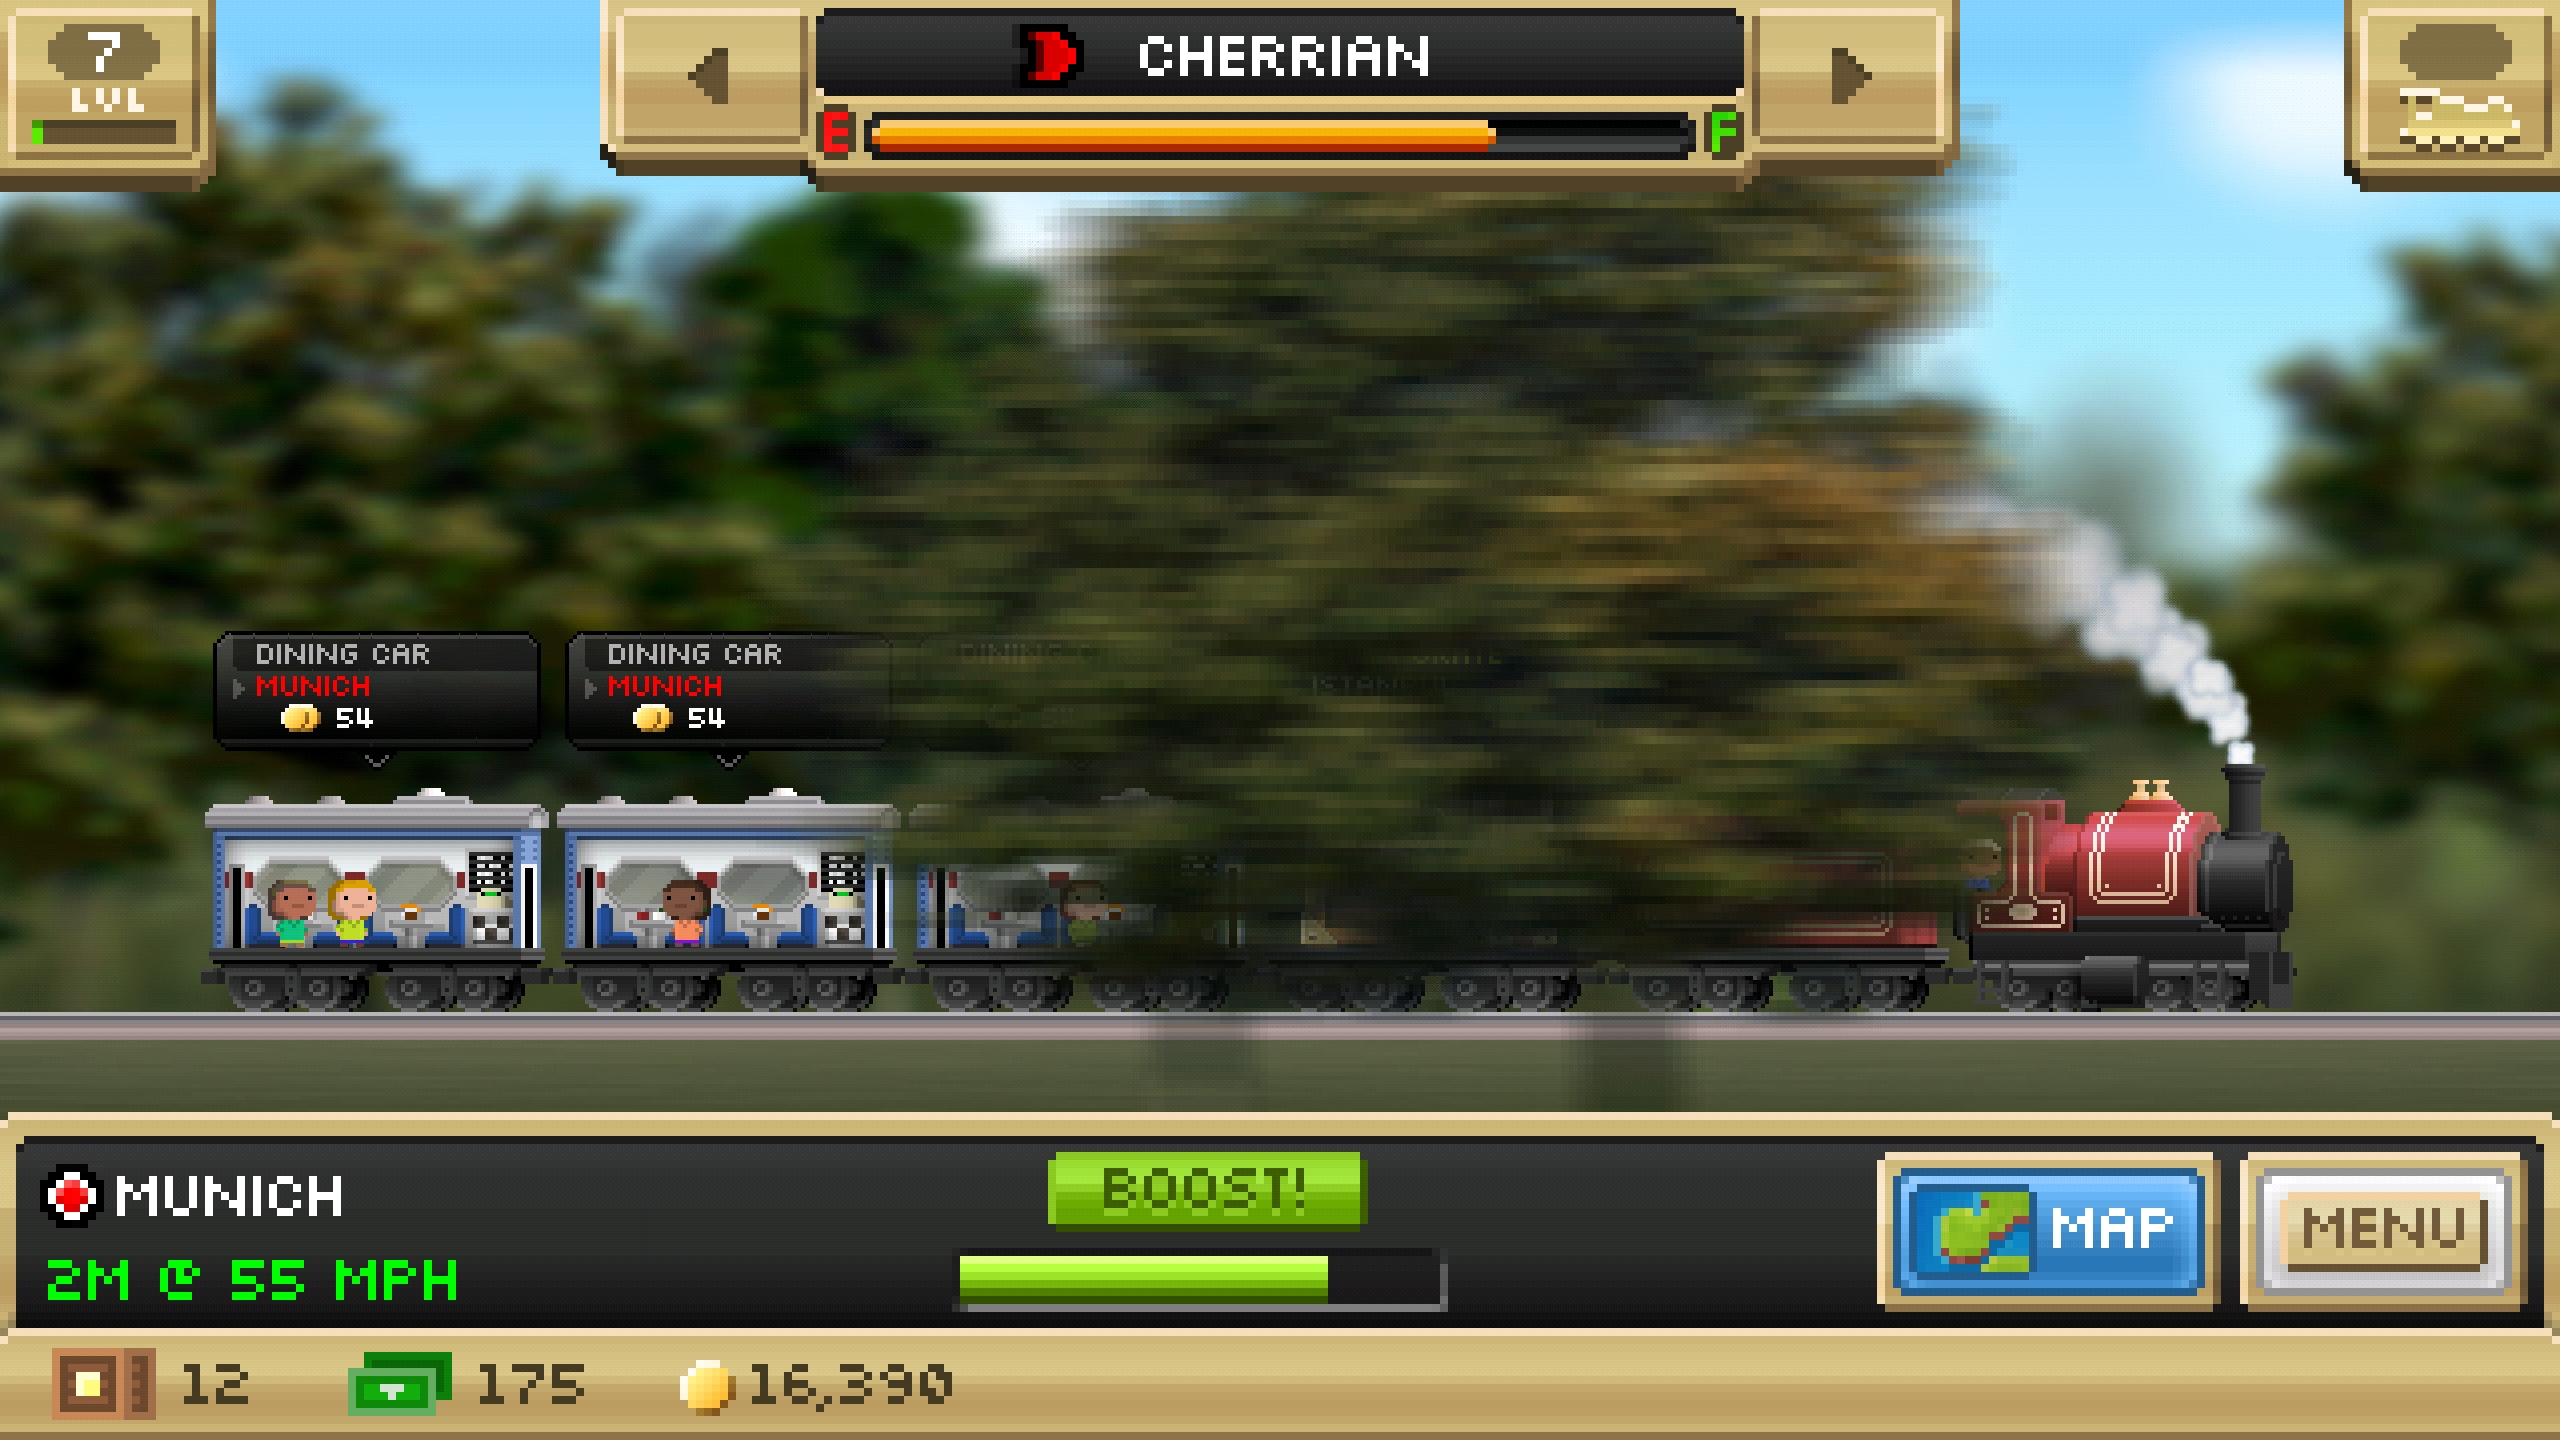 7
LVL
CHERRIAN
E F
DINING CAR
MUNICH
54
DINING CAR
MUNICH
54
DINING
MUNICH
BOOST!
2M @ 55 MPH
MAP
MENU
12
175
16,390